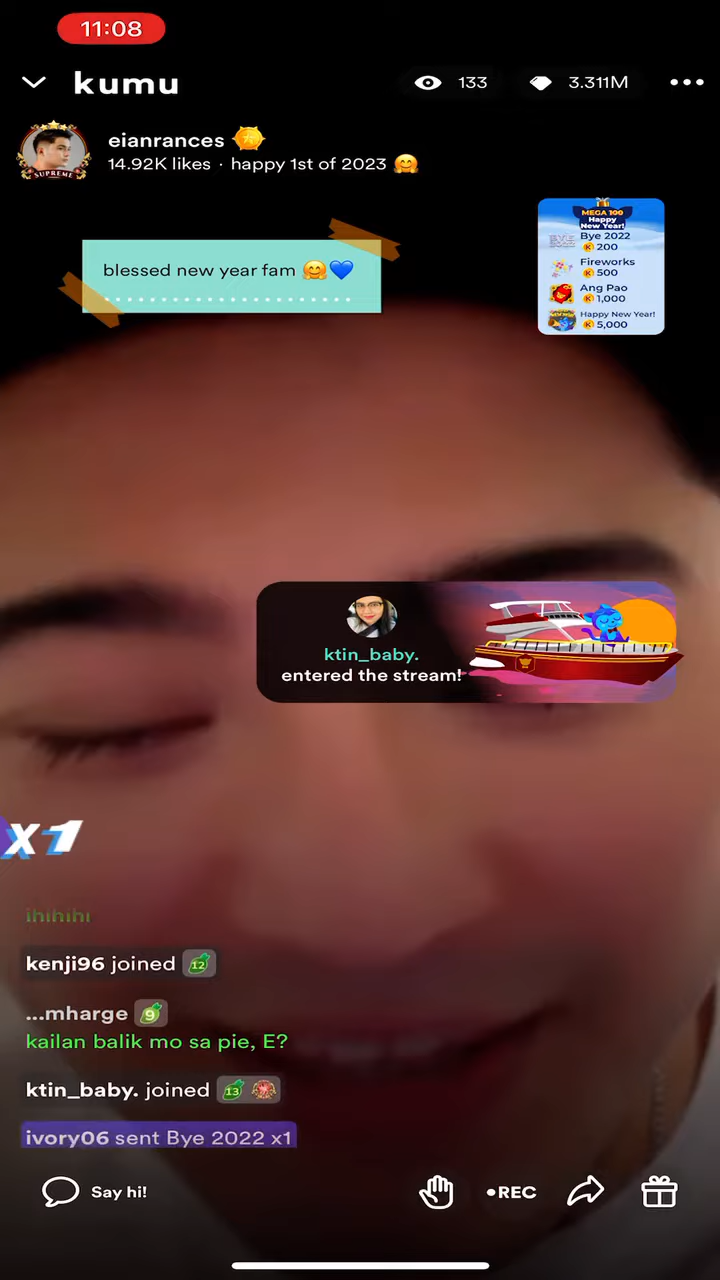 11:08
kumu
133
3.311M
eianrances
14.92K likes · happy 1st of 2023 🤗
SUPREME
blessed new year fam 🤗💙
MEGA 100
Happy
New Year!
Bye 2022
200
Fireworks
500
Ang Pao
1,000
Happy New Year!
5,000
ktin_baby.
entered the stream!
X1
ihihihi
kenji96 joined 12
...mharge 9
kailan balik mo sa pie, E?
ktin_baby. joined 13
ivory06 sent Bye 2022 x1
Say hi!
•REC